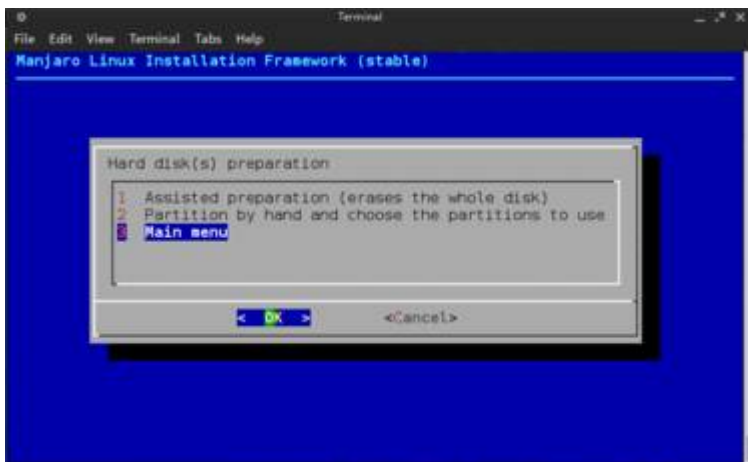 Terminal
File Edit View Terminal Tabs Help
Manjaro Linux Installation Framework (stable)
Hard disk(s) preparation
1 Assisted preparation (erases the whole disk)
2 Partition by hand and choose the partitions to use
3 Main menu
< OK > <Cancel>